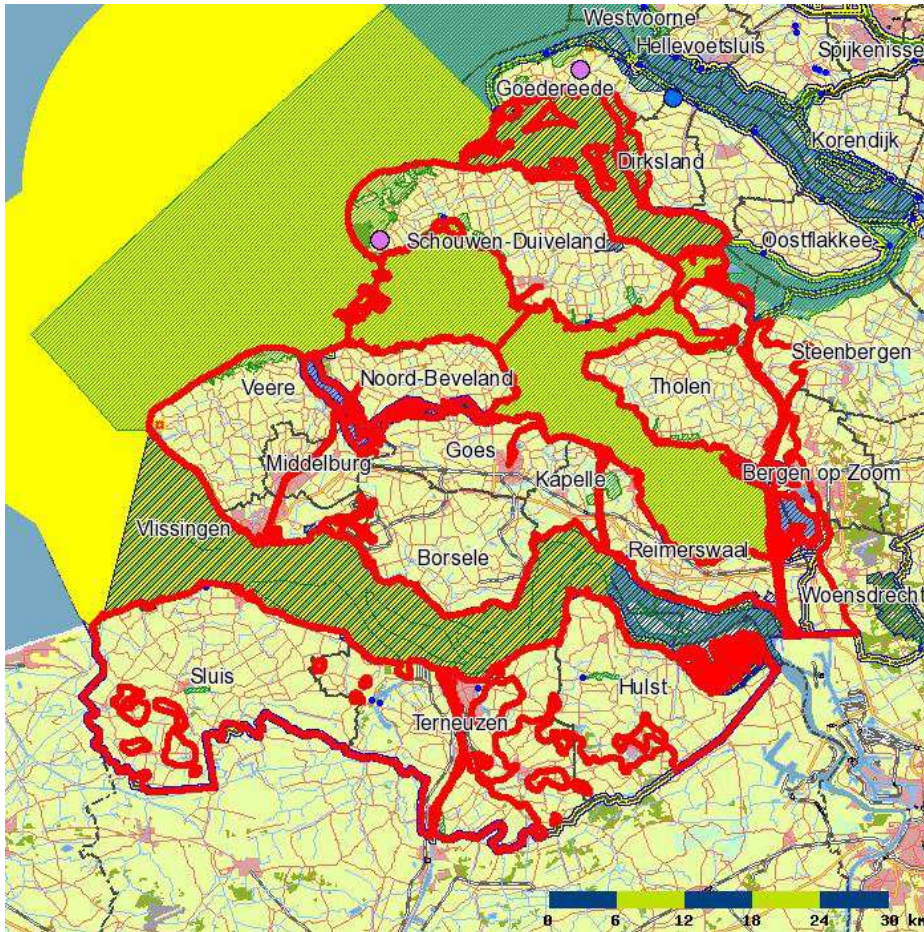 Westvoorne
Hellevoetsluis
Spijkenisse
Goedereede
Korendijk
Dirksland
Oostflakkee
Schouwen-Duiveland
Steenbergen
Noord-Beveland
Veere
Tholen
Goes
Middelburg
Kapelle
Bergen op Zoom
Vlissingen
Borsele
Reimerswaal
Woensdrecht
Sluis
Hulst
Terneuzen
0 6 12 18 24 30 km